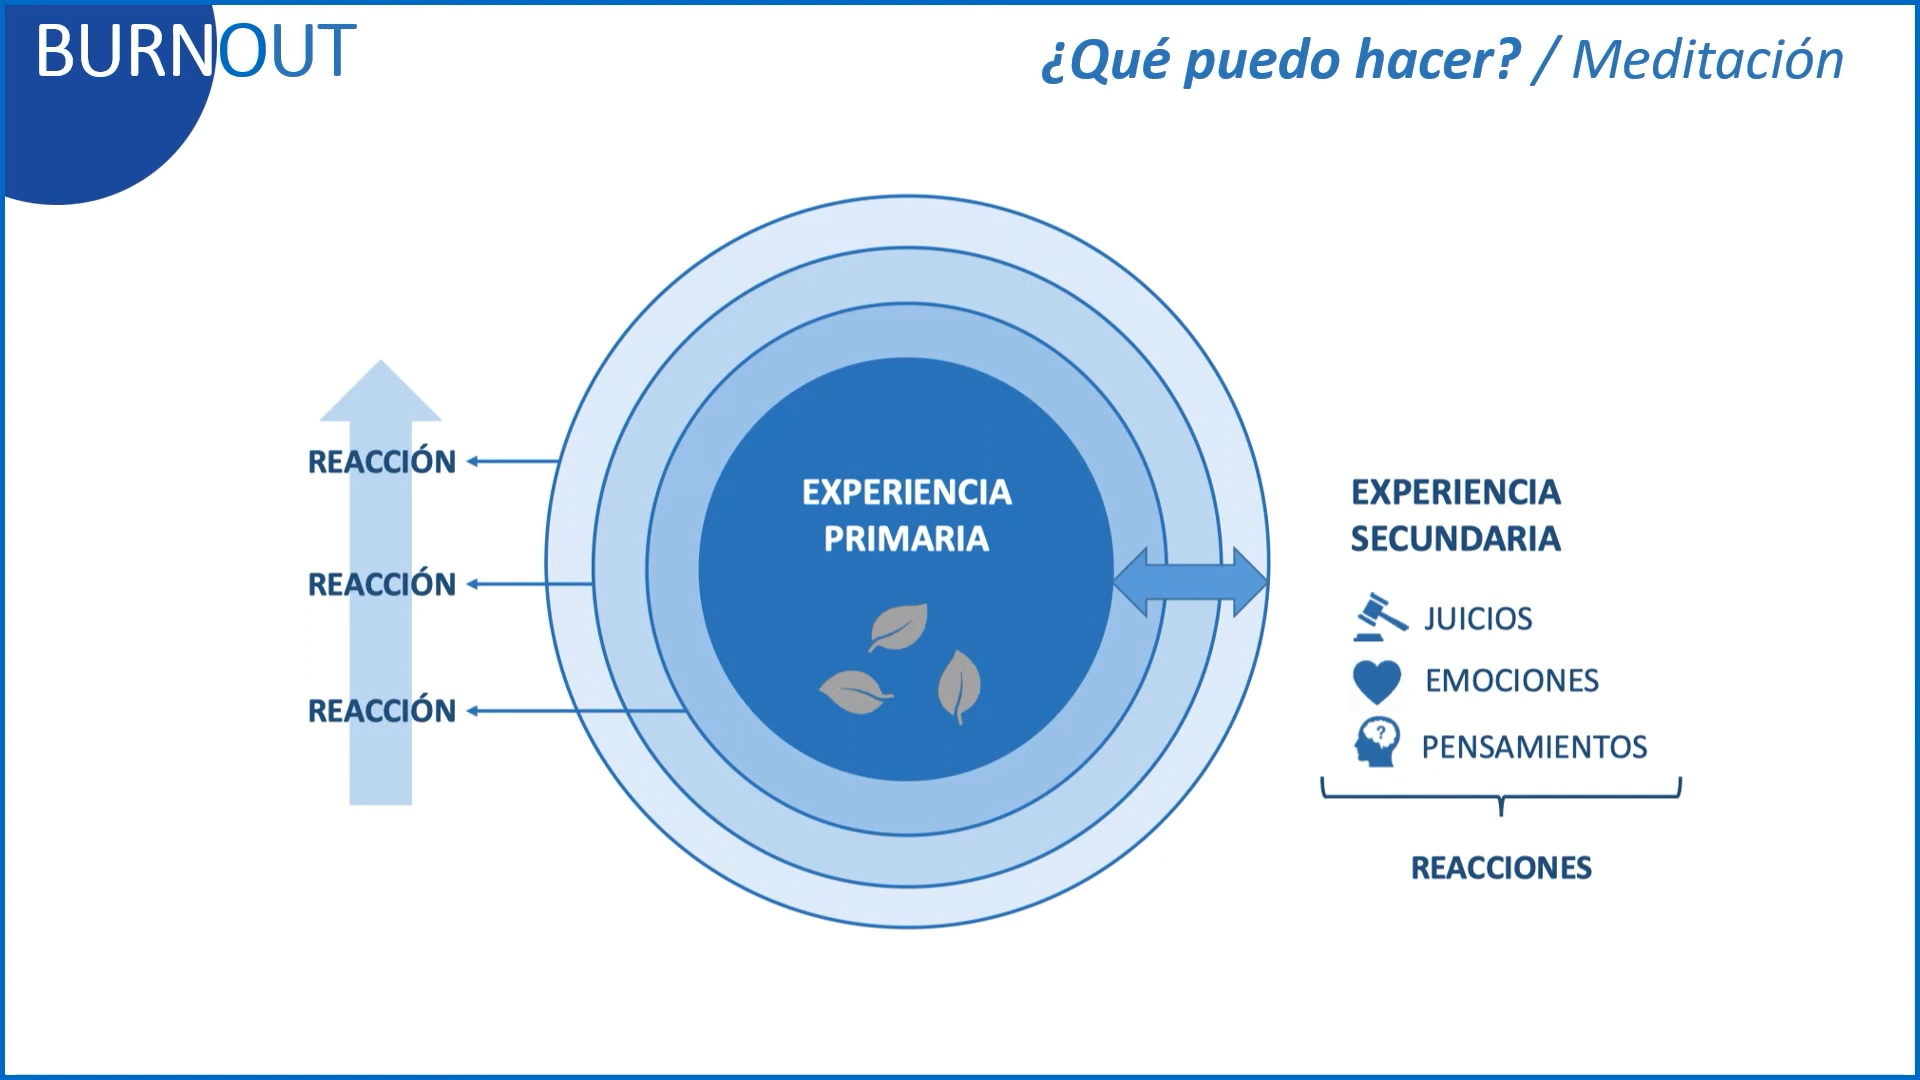 BURNOUT
¿Qué puedo hacer? / Meditación
REACCIÓN
REACCIÓN
REACCIÓN
EXPERIENCIA
PRIMARIA
EXPERIENCIA
SECUNDARIA
JUICIOS
EMOCIONES
?
PENSAMIENTOS
REACCIONES